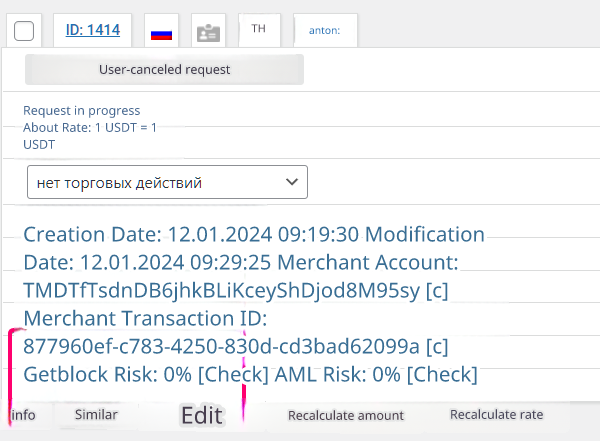 ID: 1414 TH anton:
User-canceled request
Request in progress
About Rate: 1 USDT = 1
USDT
нет торговых действий
Creation Date: 12.01.2024 09:19:30 Modification
Date: 12.01.2024 09:29:25 Merchant Account:
TMDTfTsdnDB6jhkBLiKceyShDjod8M95sy [c]
Merchant Transaction ID:
877960ef-c783-4250-830d-cd3bad62099a [c]
Getblock Risk: 0% [Check] AML Risk: 0% [Check]
info Similar Edit Recalculate amount Recalculate rate